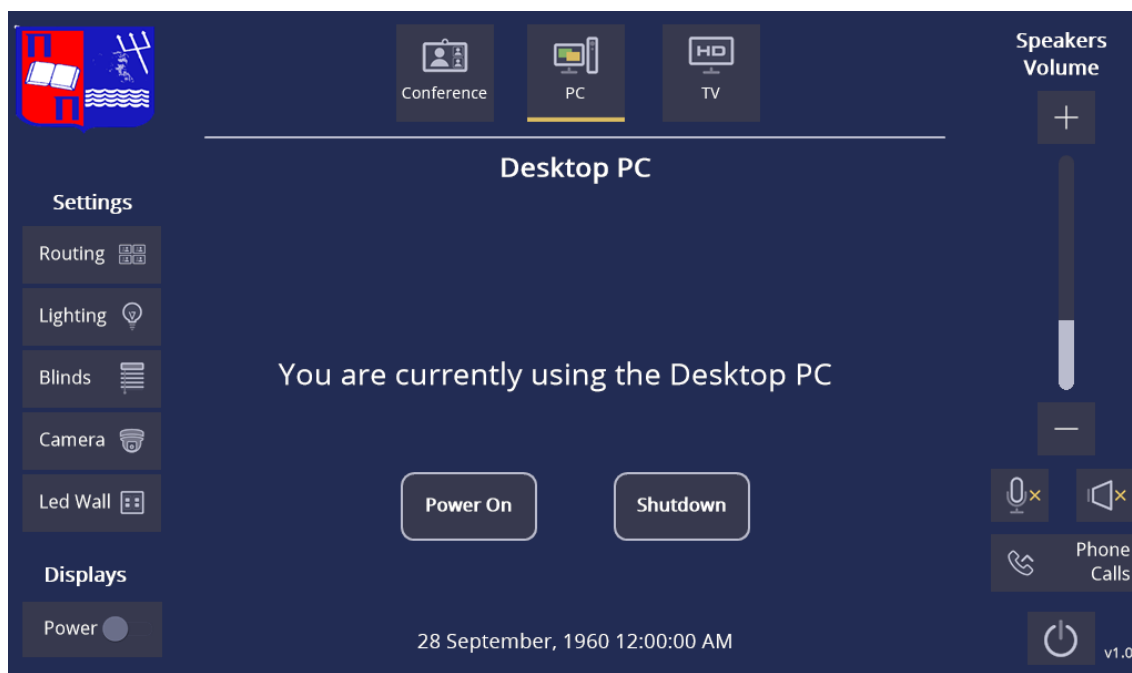 Conference
PC
HD
TV
Speakers
Volume
Desktop PC
Settings
Routing
Lighting
Blinds
Camera
Led Wall
You are currently using the Desktop PC
Power On
Shutdown
Phone
Calls
Displays
Power
28 September, 1960 12:00:00 AM
v1.0